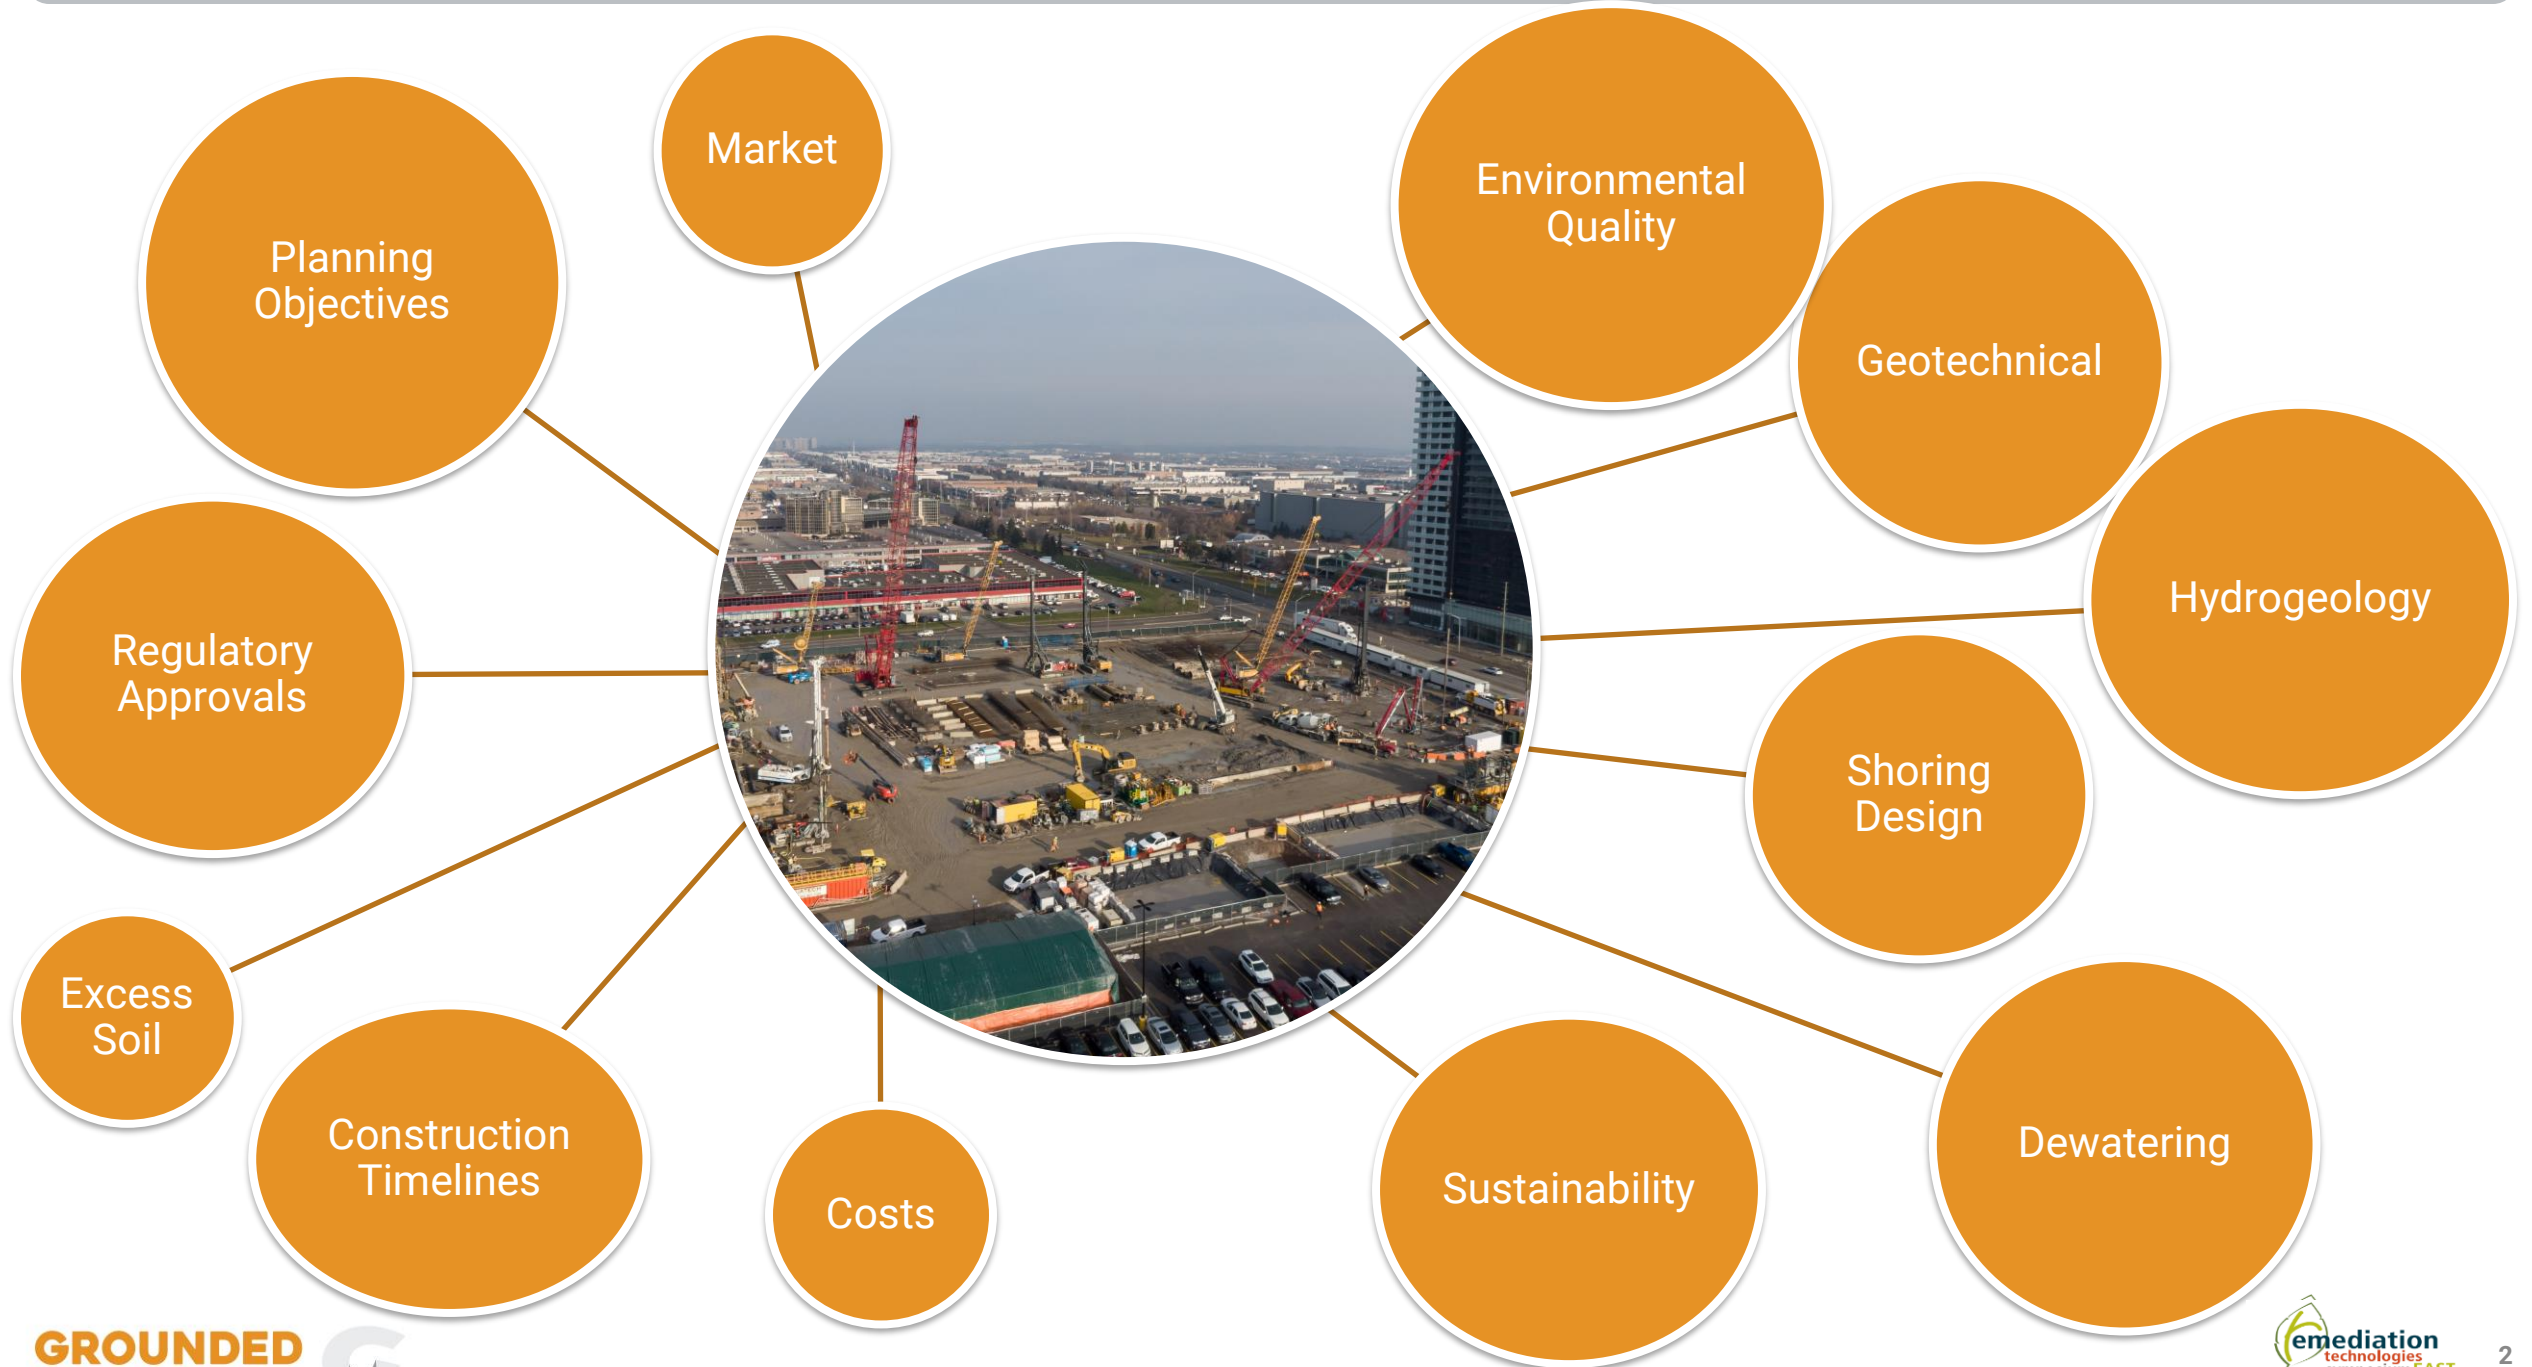 Market
Environmental
Quality
Planning
Objectives
Geotechnical
Hydrogeology
Regulatory
Approvals
Shoring
Design
Excess
Soil
Construction
Timelines
Costs
Sustainability
Dewatering
GROUNDED
emediation
technologies
EAST
2